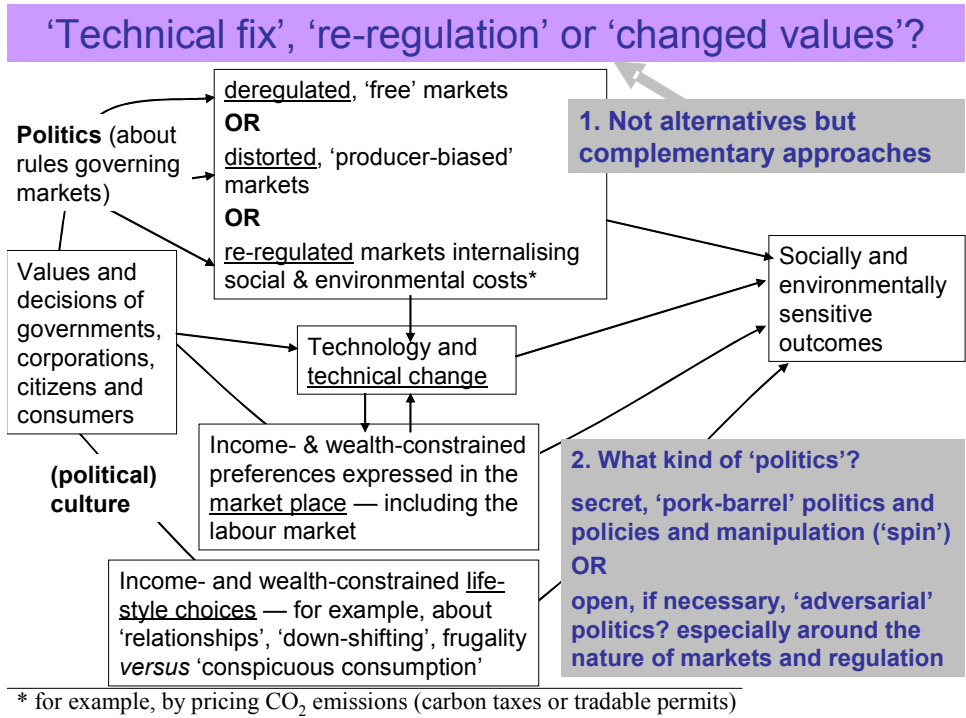 ‘Technical fix’, ‘re-regulation’ or ‘changed values’?
deregulated, ‘free’ markets
OR
distorted, ‘producer-biased’
markets
OR
re-regulated markets internalising
social & environmental costs*
1. Not alternatives but
complementary approaches
Politics (about
rules governing
markets)
Values and
decisions of
governments,
corporations,
citizens and
consumers
Socially and
environmentally
sensitive
outcomes
Technology and
technical change
Income- & wealth-constrained
preferences expressed in the
market place — including the
labour market
(political)
culture
Income- and wealth-constrained life-
style choices — for example, about
‘relationships’, ‘down-shifting’, frugality
versus ‘conspicuous consumption’
2. What kind of ‘politics’?
secret, ‘pork-barrel’ politics and
policies and manipulation (‘spin’)
OR
open, if necessary, ‘adversarial’
politics? especially around the
nature of markets and regulation
* for example, by pricing CO₂ emissions (carbon taxes or tradable permits)